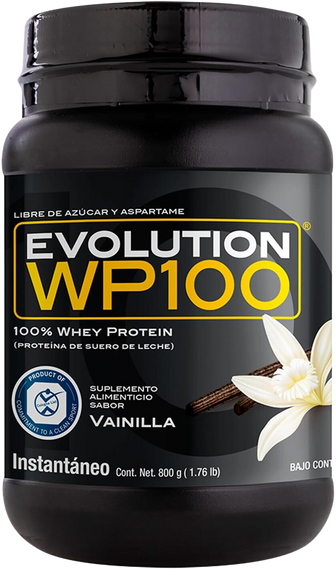 LIBRE DE AZÚCAR Y ASPARTAME
EVOLUTION®
WP100
100% WHEY PROTEIN
(PROTEÍNA DE SUERO DE LECHE)
PRODUCT OF
COMMITMENT TO A CLEAN SPORT
SUPLEMENTO
ALIMENTICIO
SABOR
VAINILLA
Instantáneo Cont. Net. 800 g (1.76 lb)
BAJO CONT